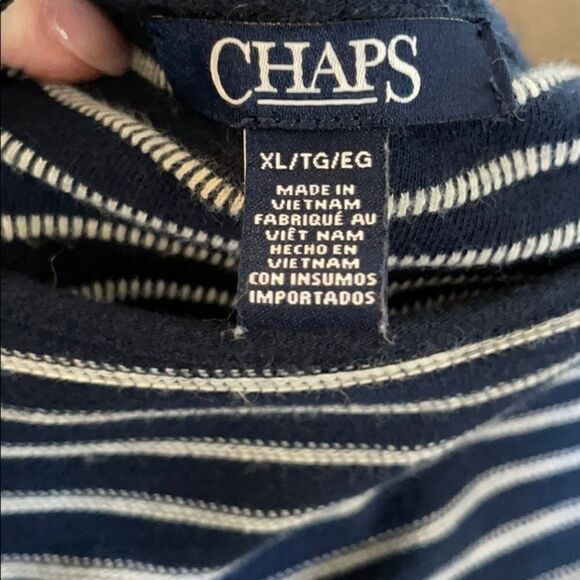 CHAPS
XL/TG/EG
MADE IN
VIETNAM
FABRIQUÉ AU
VIÊT NAM
HECHO EN
VIETNAM
CON INSUMOS
IMPORTADOS